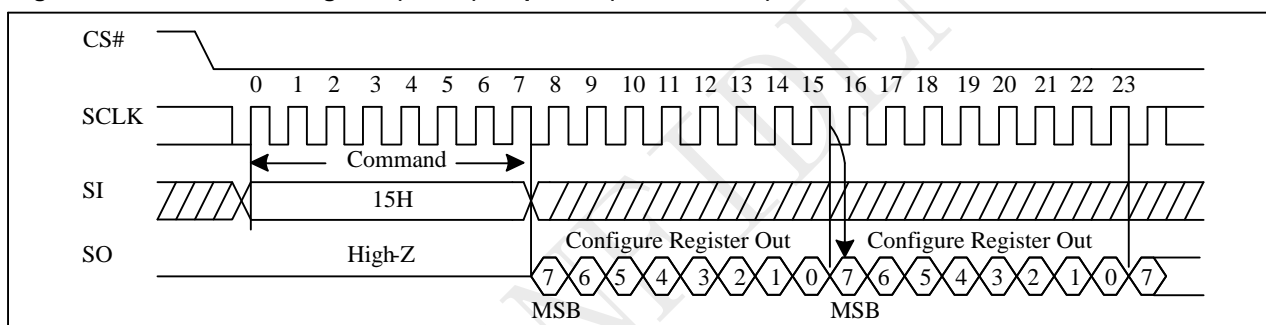 CS#
0 1 2 3 4 5 6 7 8 9 10 11 12 13 14 15 16 17 18 19 20 21 22 23
SCLK
Command
SI
15H
SO
High-Z
Configure Register Out
Configure Register Out
7 6 5 4 3 2 1 0 7 6 5 4 3 2 1 0 7
MSB
MSB